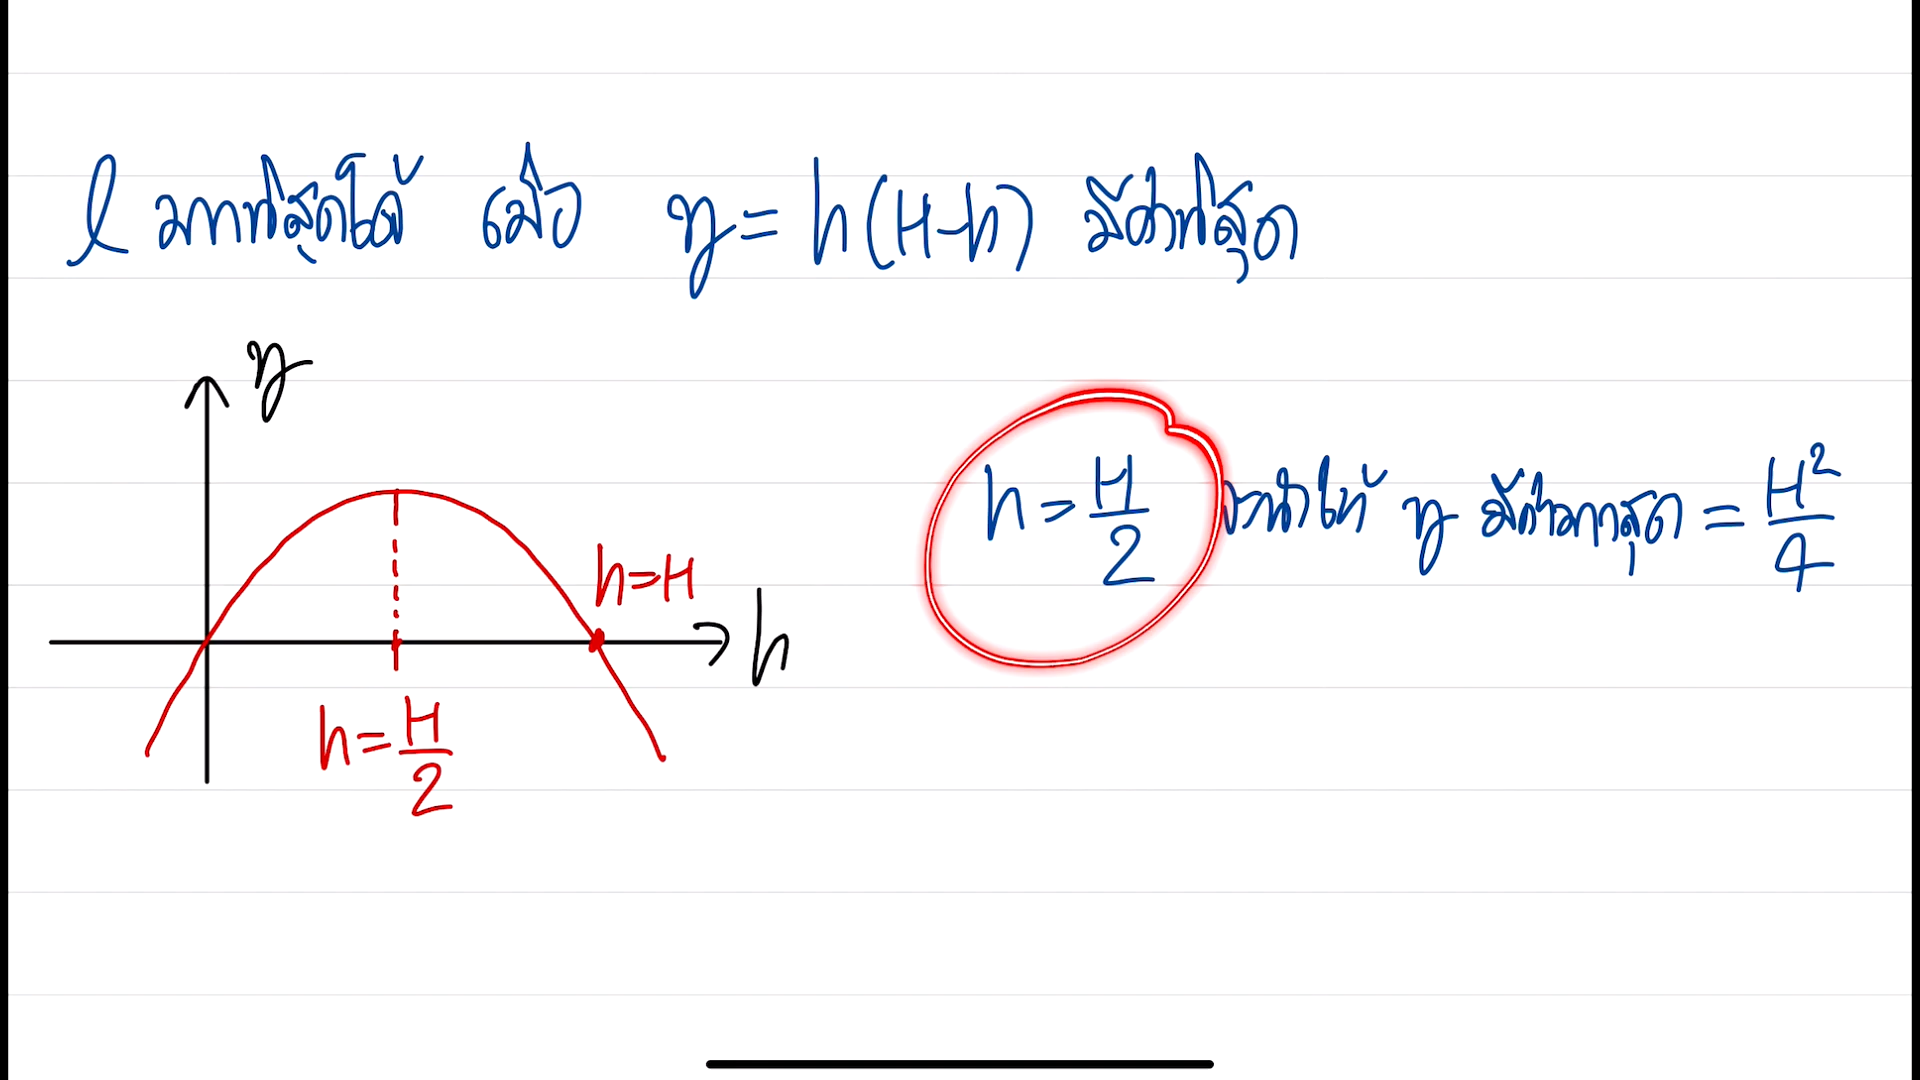 l มากที่สุดได้ เมื่อ y = h(H-h) มีค่าที่สุด
y
h = H/2 จะทำให้ y มีค่ามากสุด = H²/4
h=H
h
h = H/2